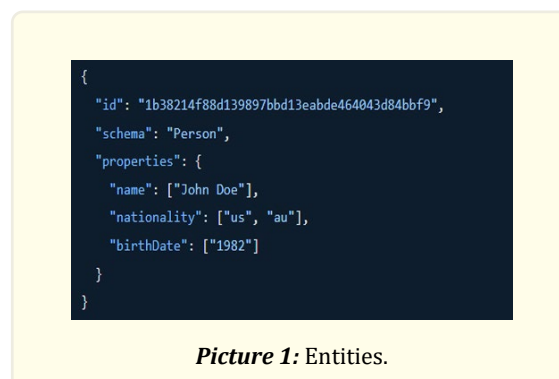 {
"id": "1b38214f88d139897bbd13eabde464043d84bbf9",
"schema": "Person",
"properties": {
"name": ["John Doe"],
"nationality": ["us", "au"],
"birthDate": ["1982"]
}
}
Picture 1: Entities.